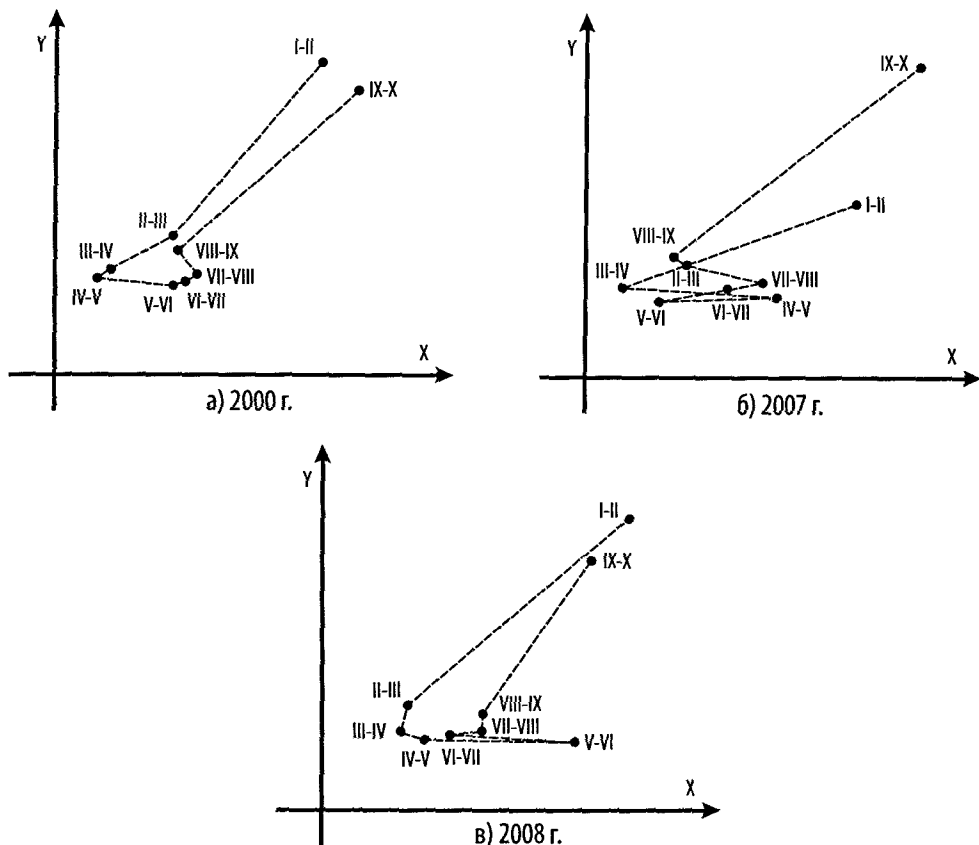 Y
I-II
IX-X
II-III
VIII-IX
III-IV
VII-VIII
IV-V
V-VI
VI-VII
X
а) 2000 г.
Y
IX-X
I-II
VIII-IX
III-IV
II-III
VII-VIII
V-VI
VI-VII
IV-V
X
б) 2007 г.
Y
I-II
IX-X
II-III
VIII-IX
III-IV
VII-VIII
IV-V
VI-VII
V-VI
X
в) 2008 г.